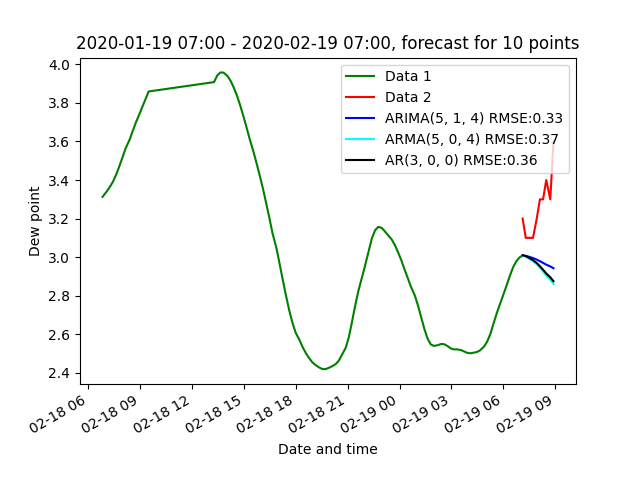 2020-01-19 07:00 - 2020-02-19 07:00, forecast for 10 points
Data 1
Data 2
ARIMA(5, 1, 4) RMSE:0.33
ARMA(5, 0, 4) RMSE:0.37
AR(3, 0, 0) RMSE:0.36
Dew point
4.0
3.8
3.6
3.4
3.2
3.0
2.8
2.6
2.4
02-18 06
02-18 09
02-18 12
02-18 15
02-18 18
02-18 21
02-19 00
02-19 03
02-19 06
02-19 09
Date and time